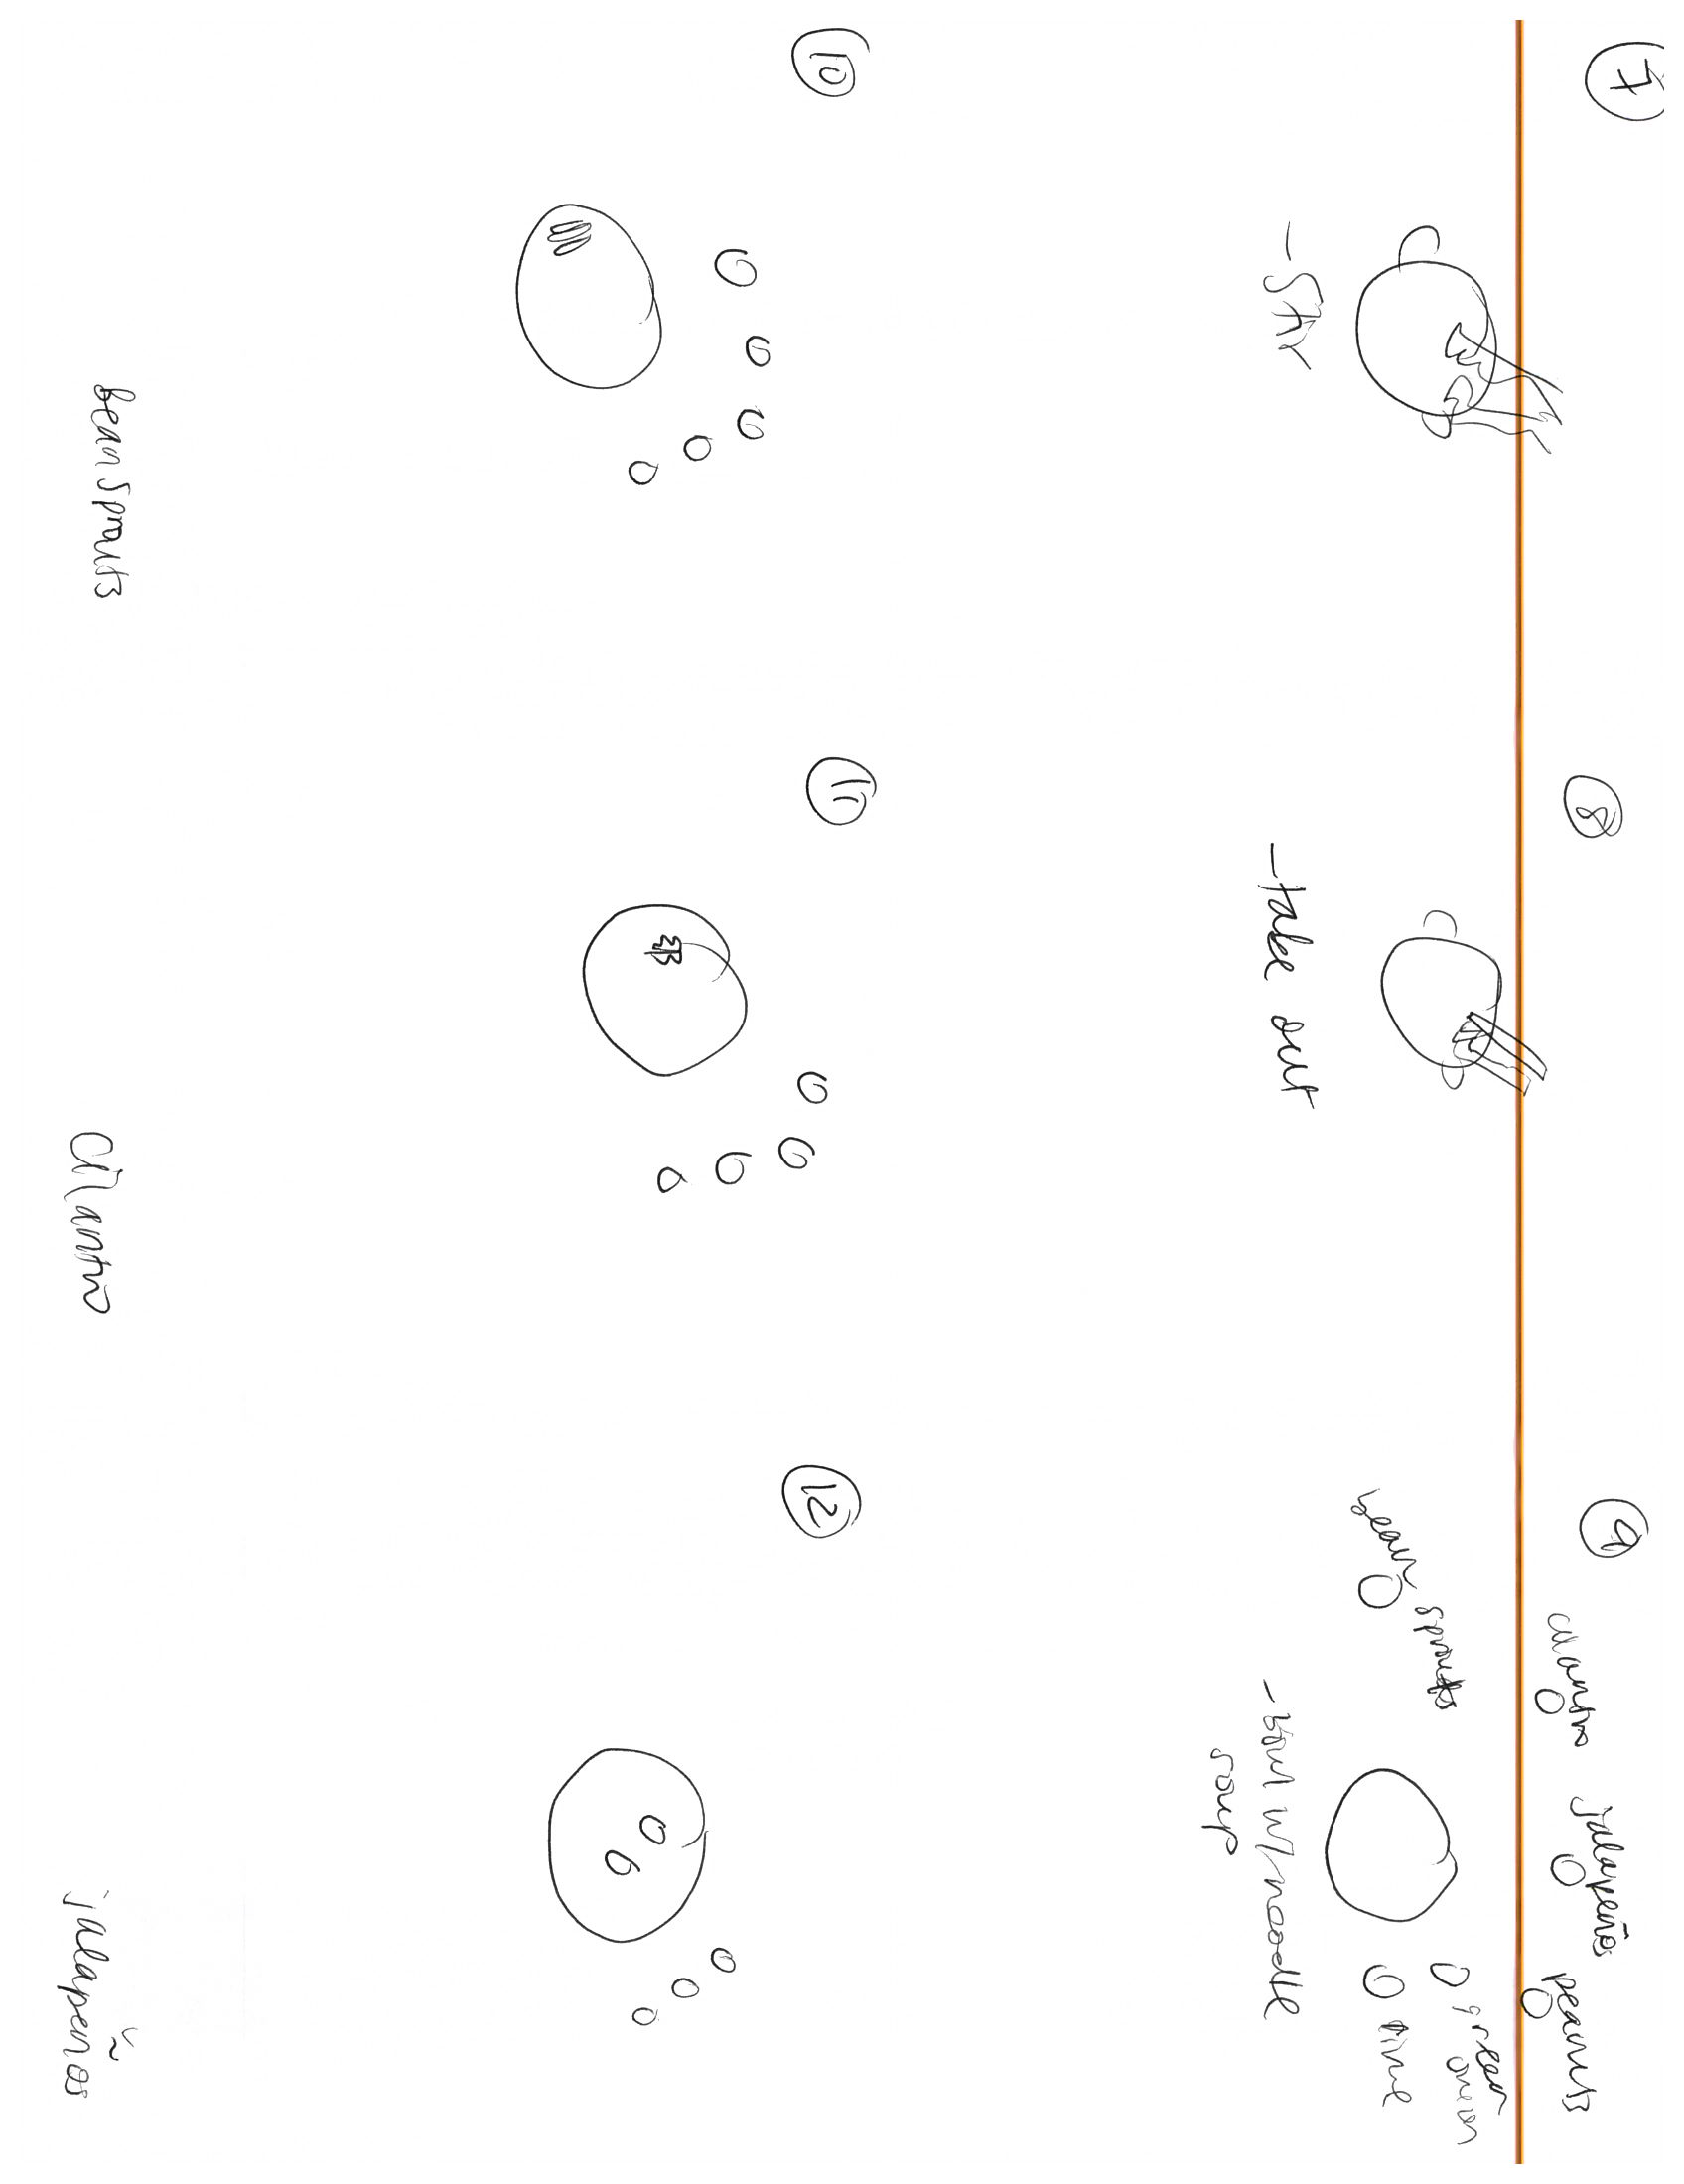 7
8
9
cilantro
jalapeños
peanuts
green
onion
bean sprouts
lime
- Stir
- take out
- Bowl w/ noodle
soup
10
11
12
Bean sprouts
Cilantro
jalapeños